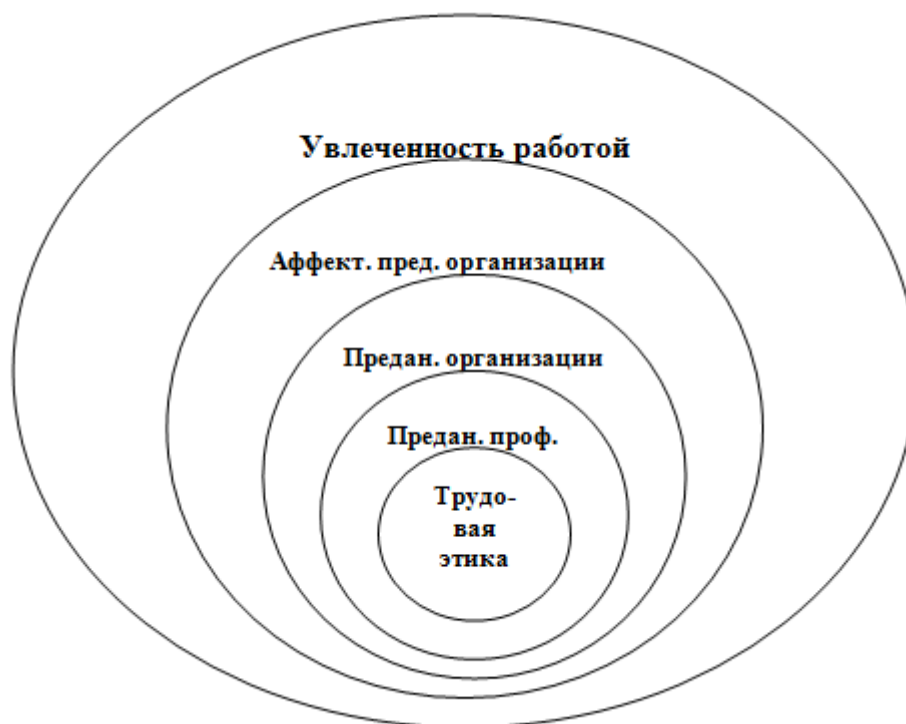 Увлеченность работой
Аффект. пред. организации
Предан. организации
Предан. проф.
Трудо-
вая
этика